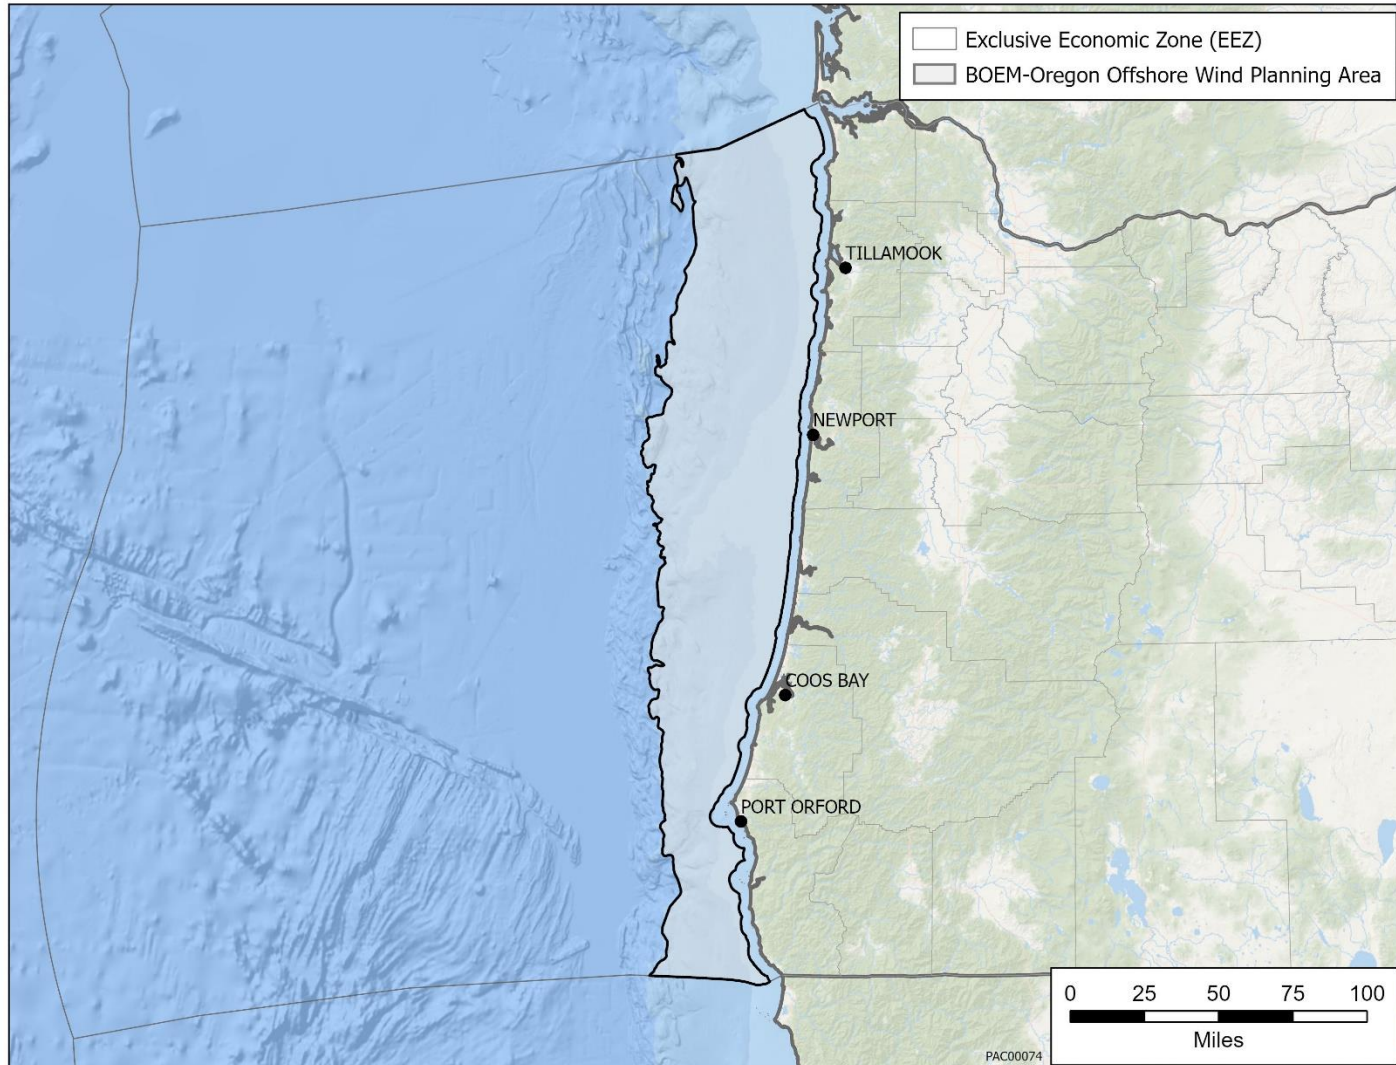 Exclusive Economic Zone (EEZ)
BOEM-Oregon Offshore Wind Planning Area
TILLAMOOK
NEWPORT
COOS BAY
PORT ORFORD
0 25 50 75 100
Miles
PAC00074